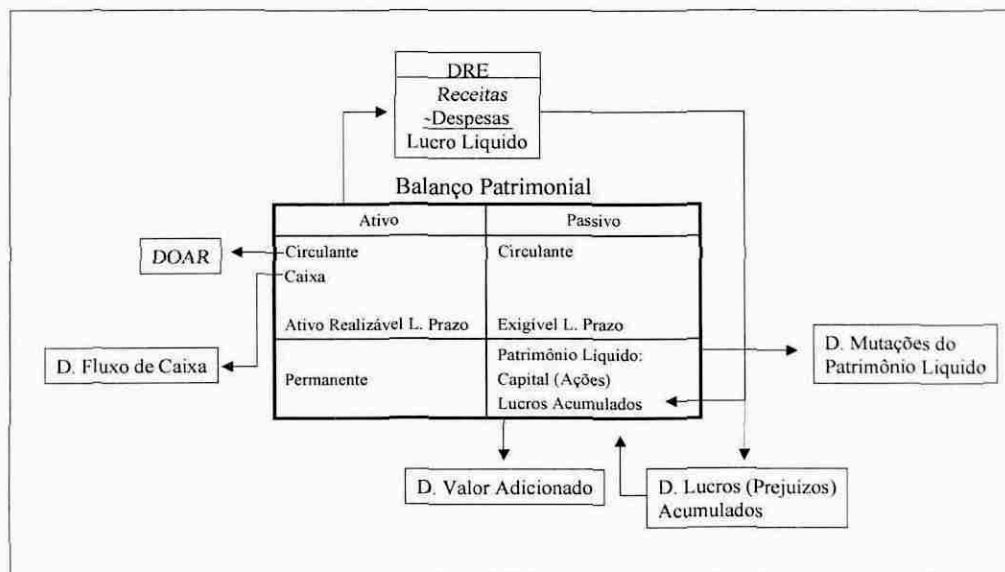 DRE
Receitas
-Despesas
Lucro Líquido
Balanço Patrimonial
Ativo
Passivo
DOAR
Circulante
Caixa
Circulante
Ativo Realizável L. Prazo
Exigível L. Prazo
D. Fluxo de Caixa
Permanente
Patrimônio Líquido:
Capital (Ações)
Lucros Acumulados
D. Mutações do
Patrimônio Líquido
D. Valor Adicionado
D. Lucros (Prejuízos)
Acumulados